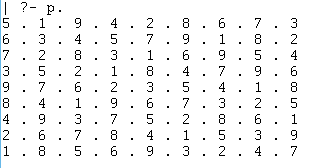 | ?- p.
5 . 1 . 9 . 4 . 2 . 8 . 6 . 7 . 3
6 . 3 . 4 . 5 . 7 . 9 . 1 . 8 . 2
7 . 2 . 8 . 3 . 1 . 6 . 9 . 5 . 4
3 . 5 . 2 . 1 . 8 . 4 . 7 . 9 . 6
9 . 7 . 6 . 2 . 3 . 5 . 4 . 1 . 8
8 . 4 . 1 . 9 . 6 . 7 . 3 . 2 . 5
4 . 9 . 3 . 7 . 5 . 2 . 8 . 6 . 1
2 . 6 . 7 . 8 . 4 . 1 . 5 . 3 . 9
1 . 8 . 5 . 6 . 9 . 3 . 2 . 4 . 7